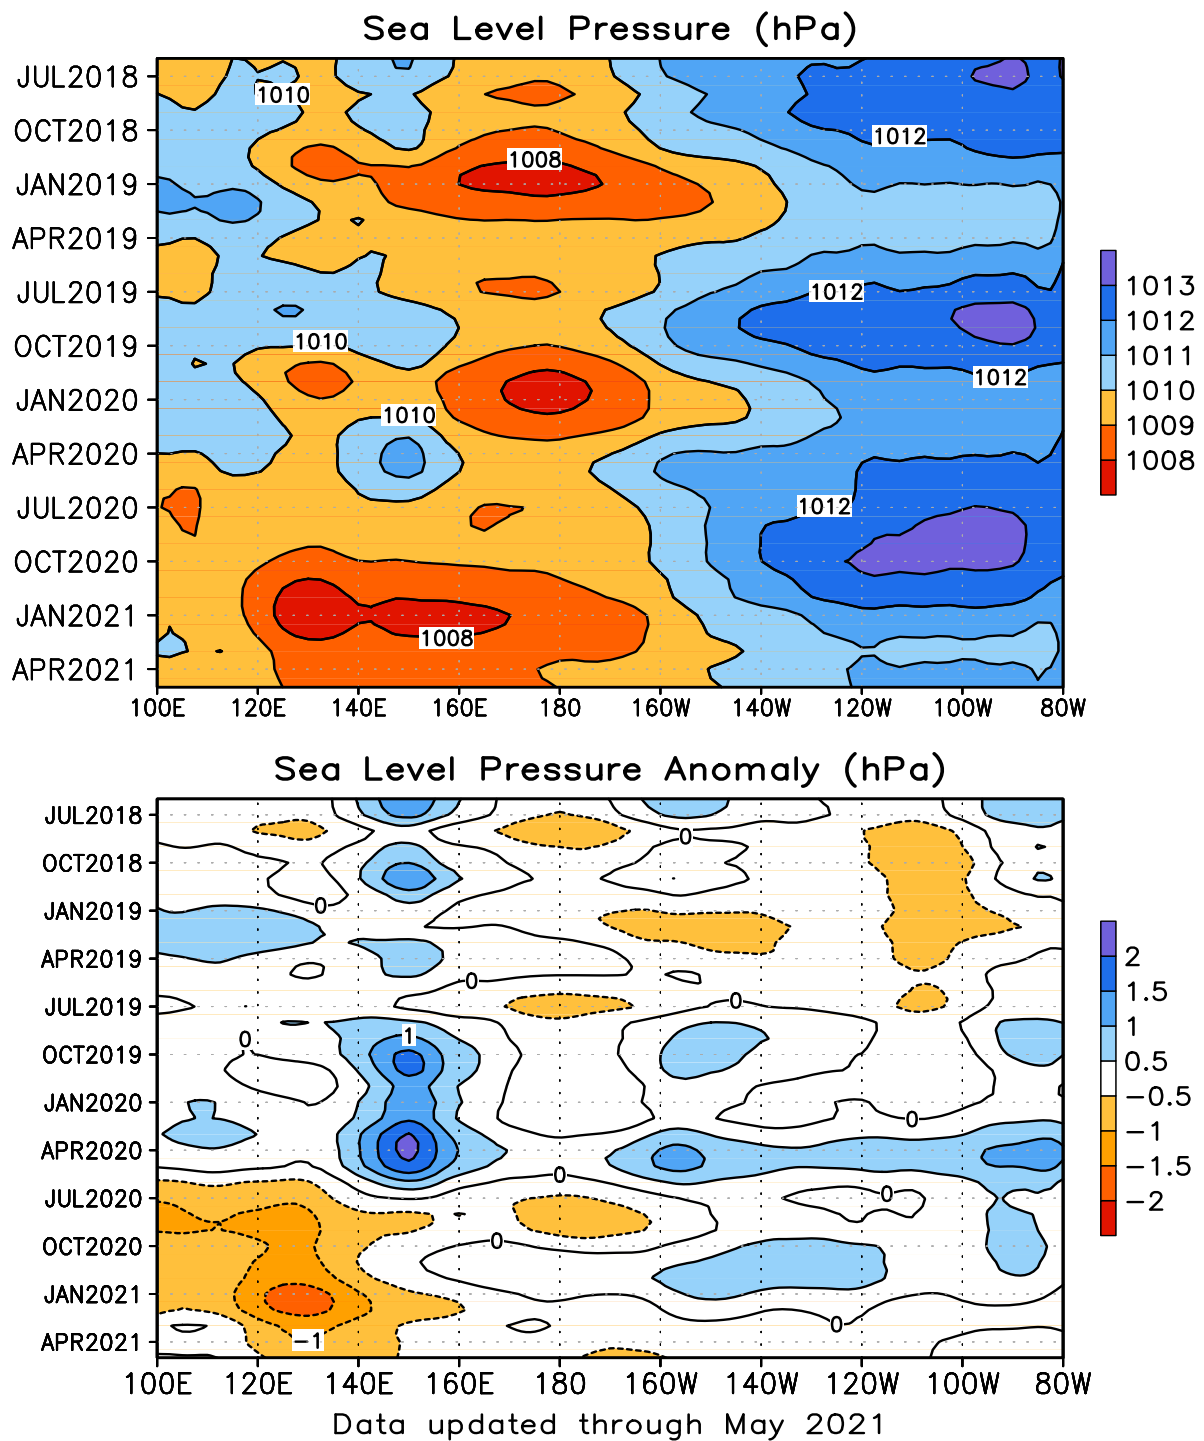 Sea Level Pressure (hPa)
JUL2018
1010
OCT2018
1012
1008
JAN2019
APR2019
JUL2019
1012
1013
1012
OCT2019
1010
1011
1012
1010
JAN2020
1010
1009
APR2020
1008
JUL2020
1012
OCT2020
JAN2021
1008
APR2021
100E 120E 140E 160E 180 160W 140W 120W 100W 80W
Sea Level Pressure Anomaly (hPa)
JUL2018
0
OCT2018
JAN2019
0
APR2019
2
0
JUL2019
0
1.5
1
0
1
OCT2019
0.5
JAN2020
-0.5
0
-1
APR2020
-1.5
0
JUL2020
0
-2
OCT2020
0
JAN2021
0
APR2021
-1
100E 120E 140E 160E 180 160W 140W 120W 100W 80W
Data updated through May 2021